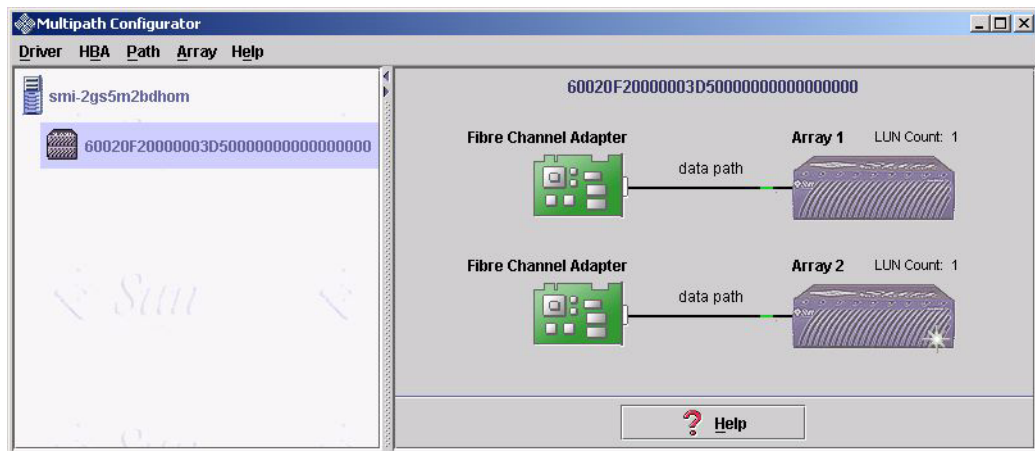 Multipath Configurator
Driver HBA Path Array Help
smi-2gs5m2bdhom
60020F20000003D50000000000000000
60020F20000003D50000000000000000
Fibre Channel Adapter
data path
Array 1 LUN Count: 1
Fibre Channel Adapter
data path
Array 2 LUN Count: 1
Sun
? Help